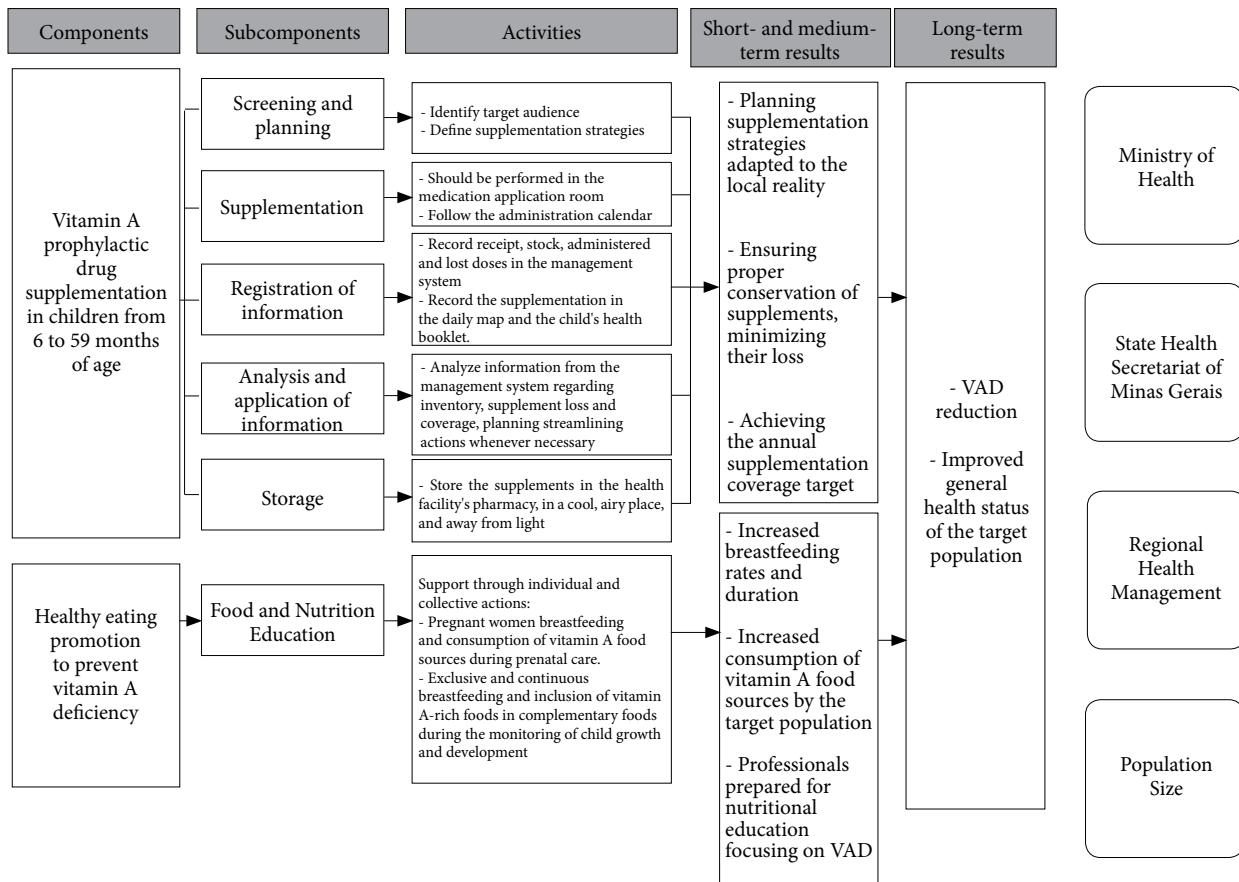 Components
Subcomponents
Activities
Short- and medium-
term results
Long-term
results
Vitamin A
prophylactic
drug
supplementation
in children from
6 to 59 months
of age
Screening and
planning
- Identify target audience
- Define supplementation strategies
Supplementation
- Should be performed in the
medication application room
- Follow the administration calendar
Registration of
information
- Record receipt, stock, administered
and lost doses in the management
system
- Record the supplementation in
the daily map and the child's health
booklet.
Analysis and
application of
information
- Analyze information from the
management system regarding
inventory, supplement loss and
coverage, planning streamlining
actions whenever necessary
Storage
- Store the supplements in the health
facility's pharmacy, in a cool, airy place,
and away from light
- Planning
supplementation
strategies
adapted to the
local reality
- Ensuring
proper
conservation of
supplements,
minimizing
their loss
- Achieving
the annual
supplementation
coverage target
Healthy eating
promotion
to prevent
vitamin A
deficiency
Food and Nutrition
Education
Support through individual and
collective actions:
- Pregnant women breastfeeding
and consumption of vitamin A food
sources during prenatal care.
- Exclusive and continuous
breastfeeding and inclusion of vitamin
A-rich foods in complementary foods
during the monitoring of child growth
and development
- Increased
breastfeeding
rates and
duration
- Increased
consumption of
vitamin A food
sources by the
target population
- Professionals
prepared for
nutritional
education
focusing on VAD
- VAD
reduction
- Improved
general
health status
of the target
population
Ministry of
Health
State Health
Secretariat of
Minas Gerais
Regional
Health
Management
Population
Size